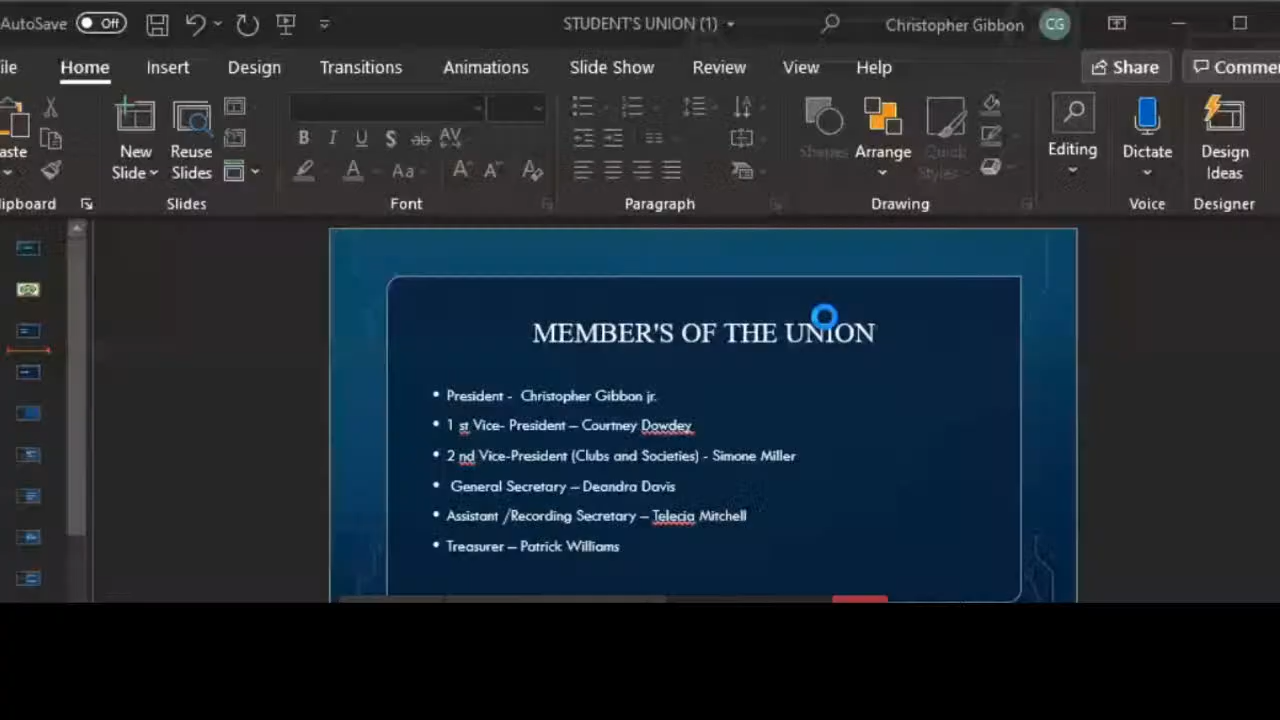 AutoSave Off STUDENT'S UNION (1) Christopher Gibbon CG
ile Home Insert Design Transitions Animations Slide Show Review View Help Share Commen
aste New Slide Reuse Slides B I U S ab AV A Aa A A A Shapes Arrange Quick Styles Editing Dictate Design Ideas
lipboard Slides Font Paragraph Drawing Voice Designer
MEMBER'S OF THE UNION
• President - Christopher Gibbon jr.
• 1 st Vice- President – Courtney Dowdey
• 2 nd Vice-President (Clubs and Societies) - Simone Miller
• General Secretary – Deandra Davis
• Assistant /Recording Secretary – Telecia Mitchell
• Treasurer – Patrick Williams